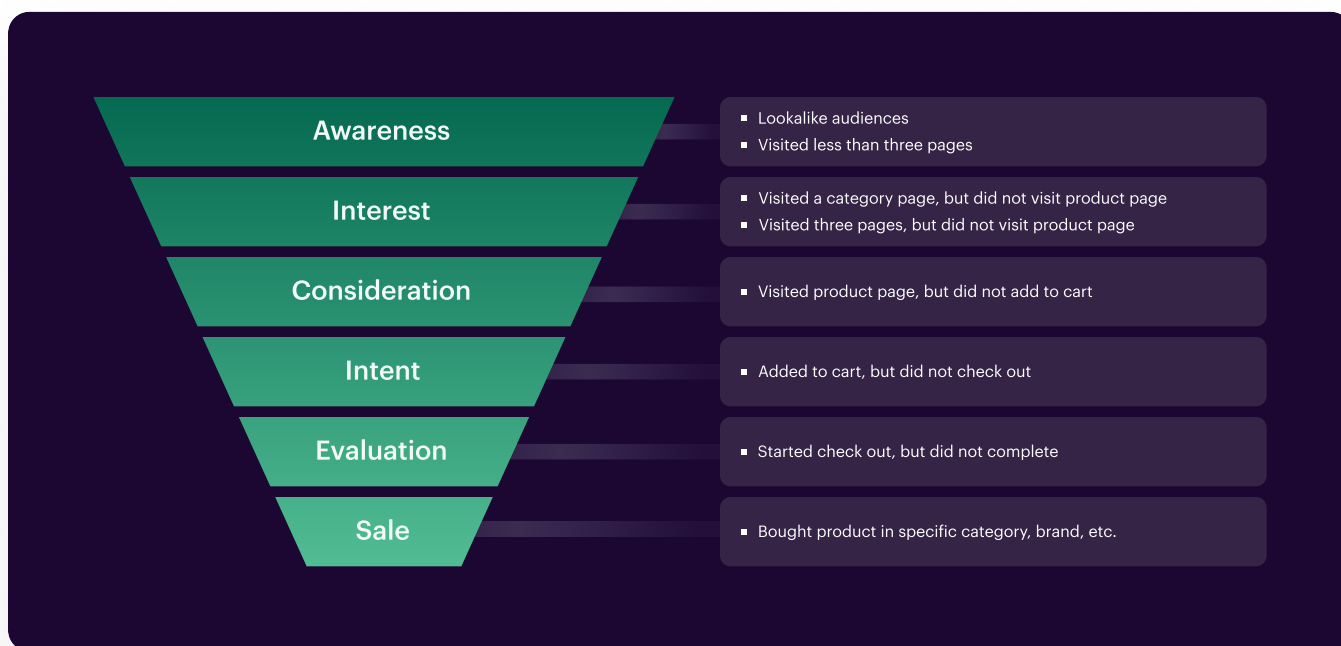 Awareness
Lookalike audiences
Visited less than three pages
Interest
Visited a category page, but did not visit product page
Visited three pages, but did not visit product page
Consideration
Visited product page, but did not add to cart
Intent
Added to cart, but did not check out
Evaluation
Started check out, but did not complete
Sale
Bought product in specific category, brand, etc.